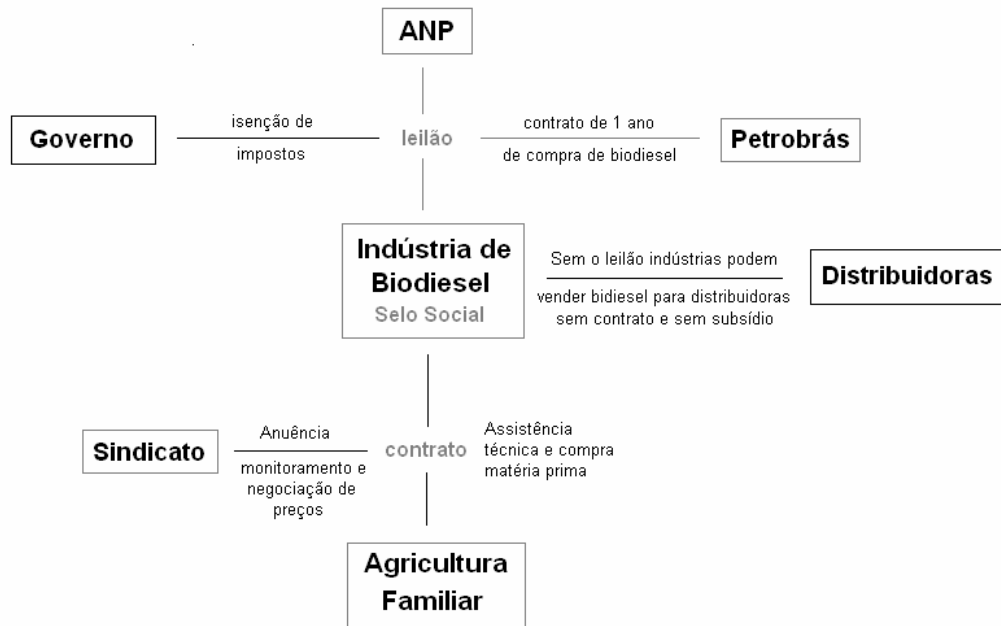 ANP
Governo
isenção de
impostos
leilão
contrato de 1 ano
de compra de biodiesel
Petrobrás
Indústria de
Biodiesel
Selo Social
Sem o leilão indústrias podem
vender bidiesel para distribuidoras
sem contrato e sem subsídio
Distribuidoras
Sindicato
Anuência
monitoramento e
negociação de
preços
contrato
Assistência
técnica e compra
matéria prima
Agricultura
Familiar